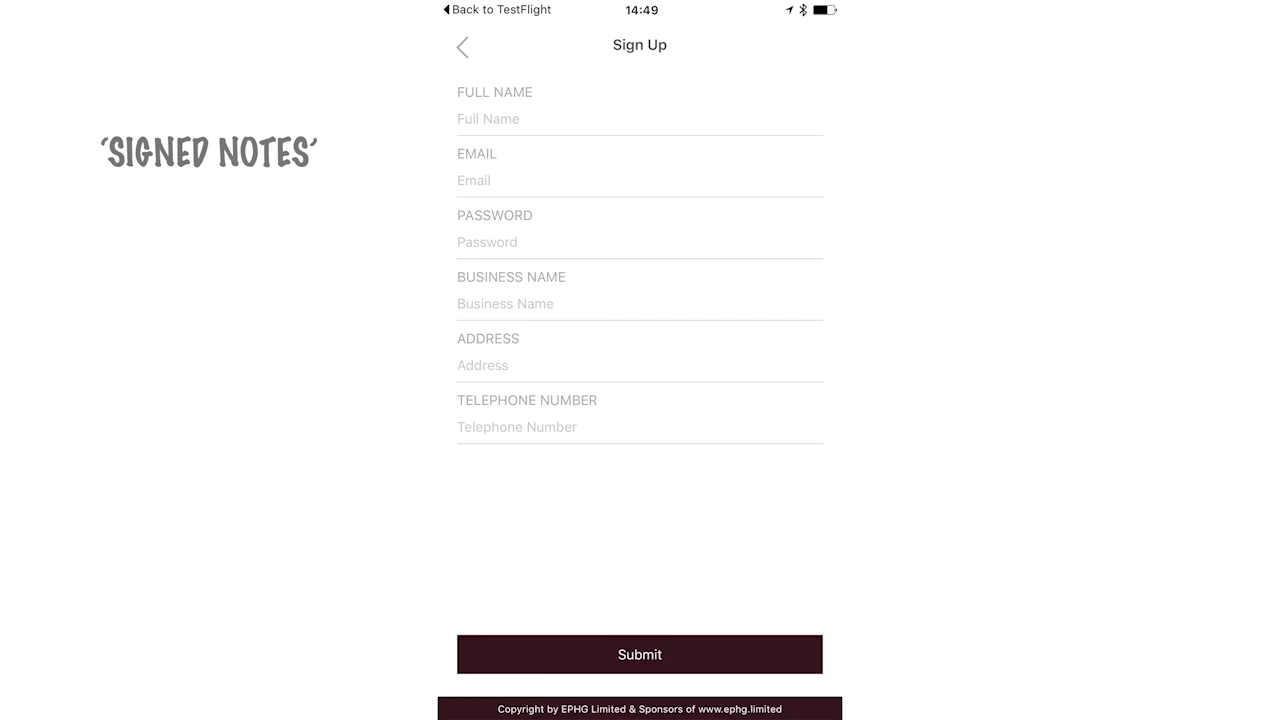 Back to TestFlight 14:49
Sign Up
‘SIGNED NOTES’
FULL NAME
Full Name
EMAIL
Email
PASSWORD
Password
BUSINESS NAME
Business Name
ADDRESS
Address
TELEPHONE NUMBER
Telephone Number
Submit
Copyright by EPHG Limited & Sponsors of www.ephg.limited